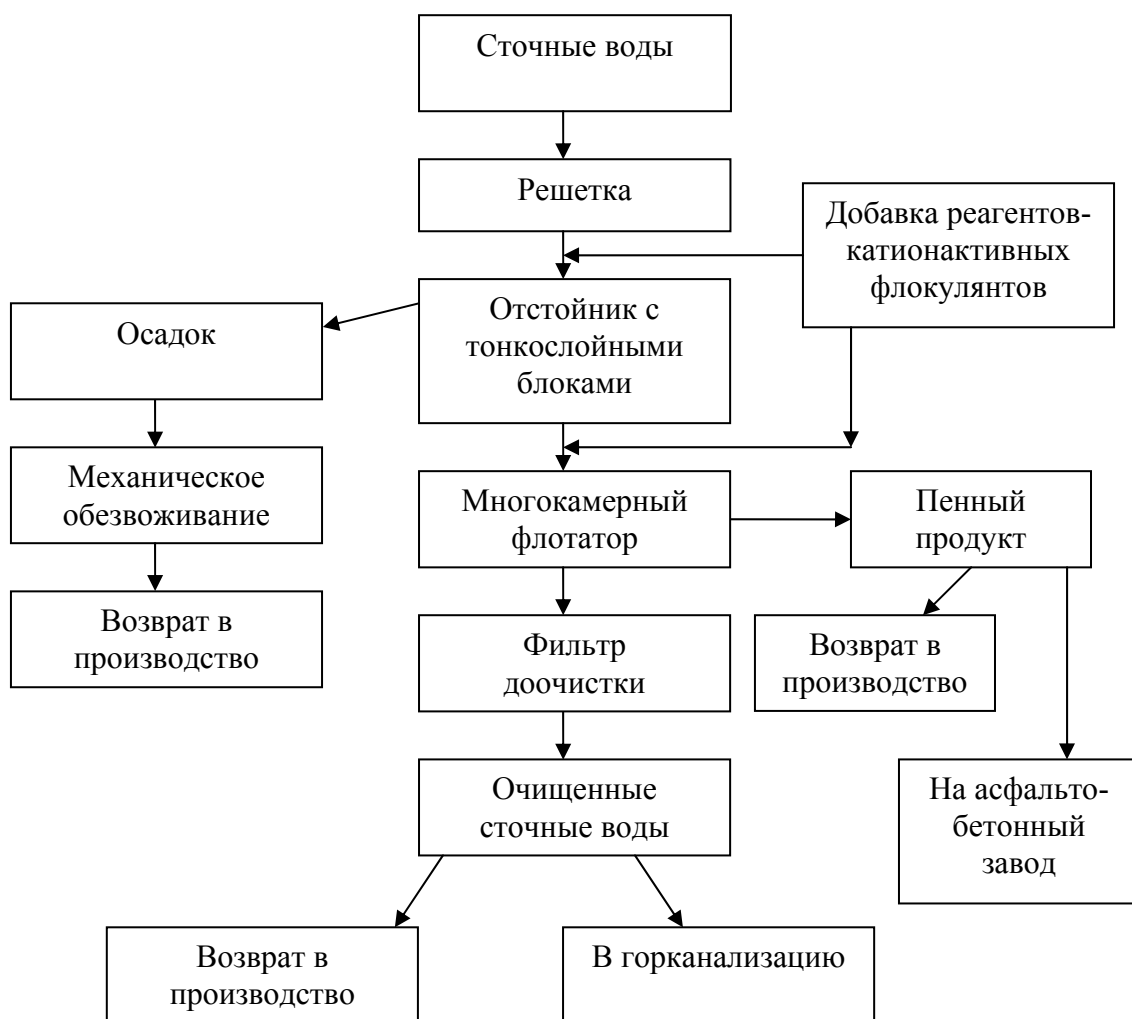 Сточные воды
Решетка
Добавка реагентов-
катионактивных
флокулянтов
Осадок
Отстойник с
тонкослойными
блоками
Механическое
обезвоживание
Многокамерный
флотатор
Пенный
продукт
Возврат в
производство
Фильтр
доочистки
Возврат в
производство
Очищенные
сточные воды
На асфальто-
бетонный
завод
Возврат в
производство
В горканализацию